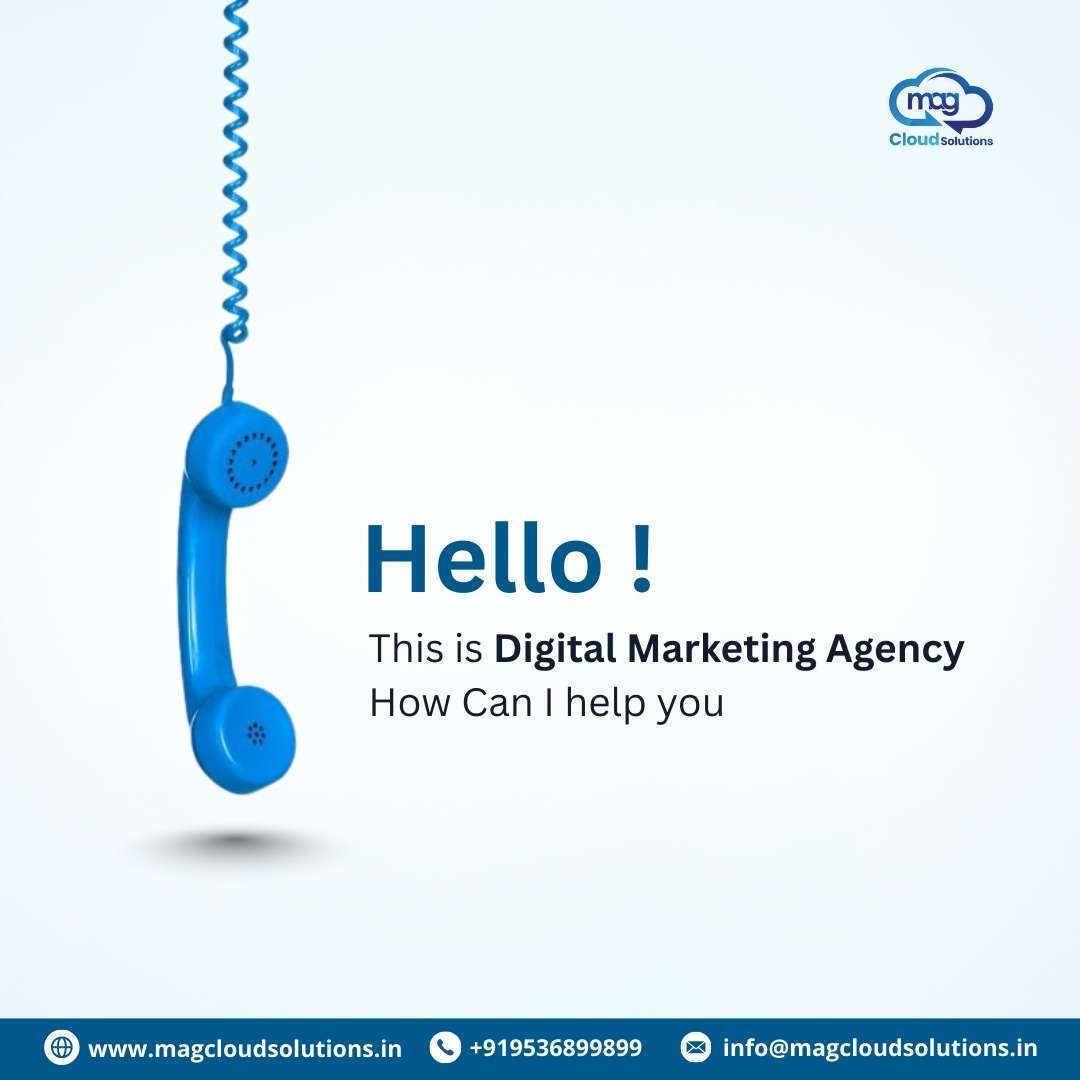 mag
Cloud Solutions
Hello !
This is Digital Marketing Agency
How Can I help you
www.magcloudsolutions.in +919536899899 info@magcloudsolutions.in